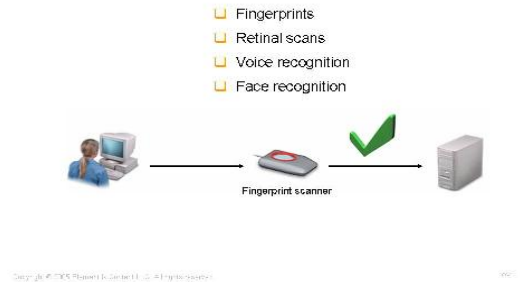 Fingerprints
Retinal scans
Voice recognition
Face recognition
Fingerprint scanner